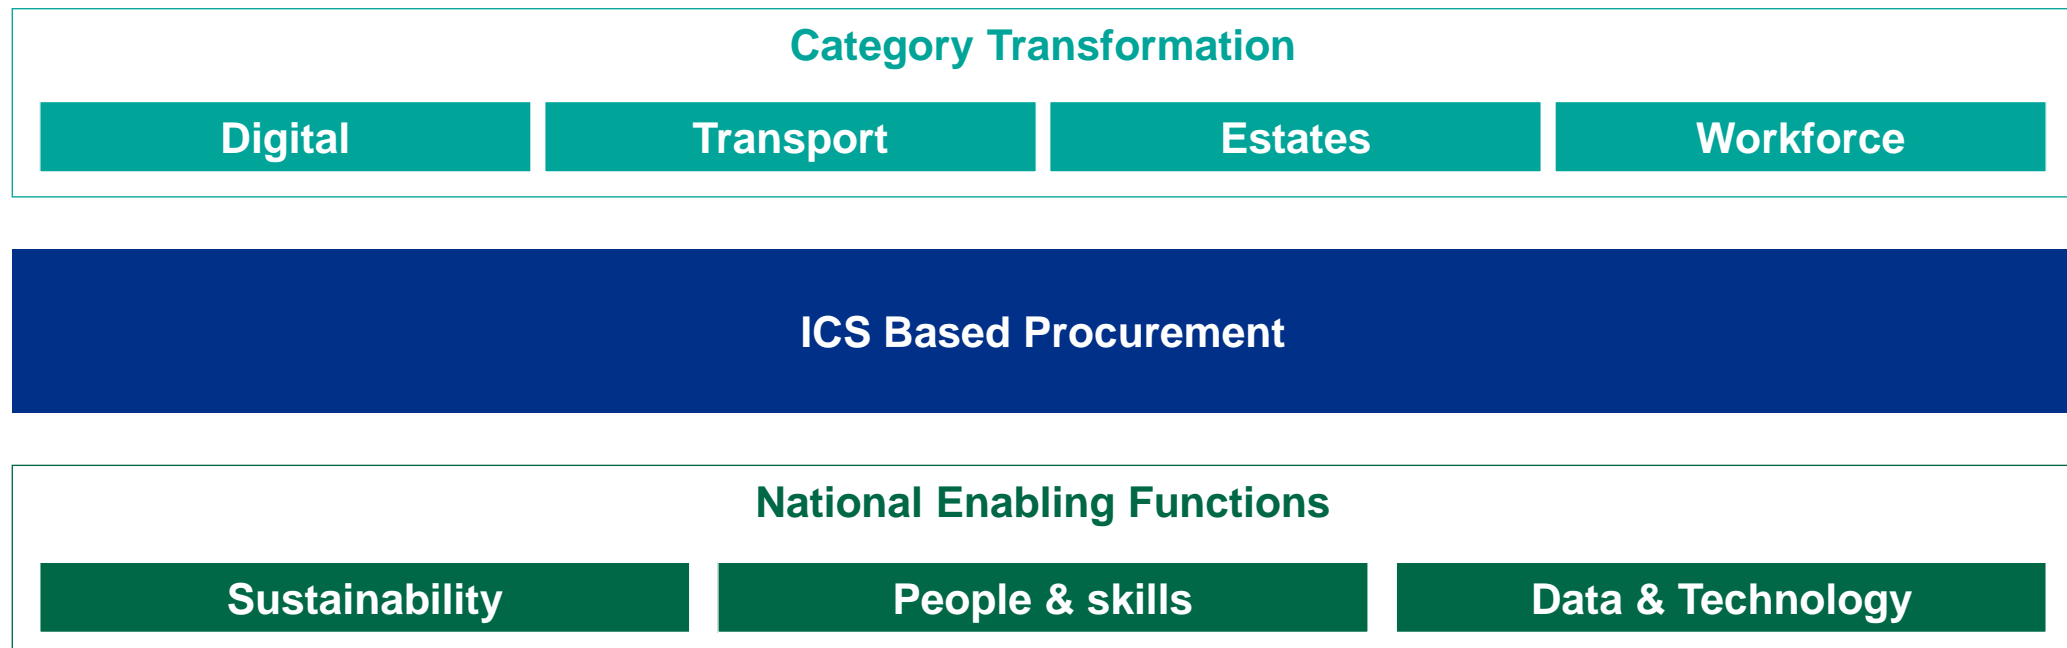 Category Transformation
Digital
Transport
Estates
Workforce
ICS Based Procurement
National Enabling Functions
Sustainability
People & skills
Data & Technology